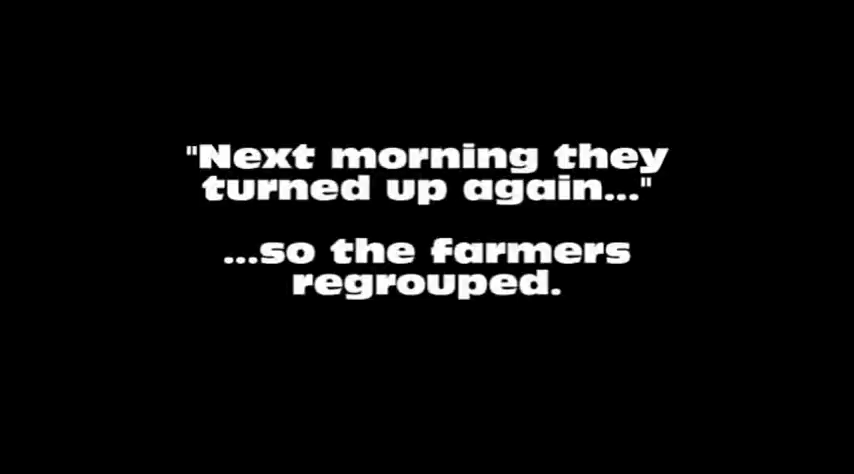 "Next morning they
turned up again..."
...so the farmers
regrouped.